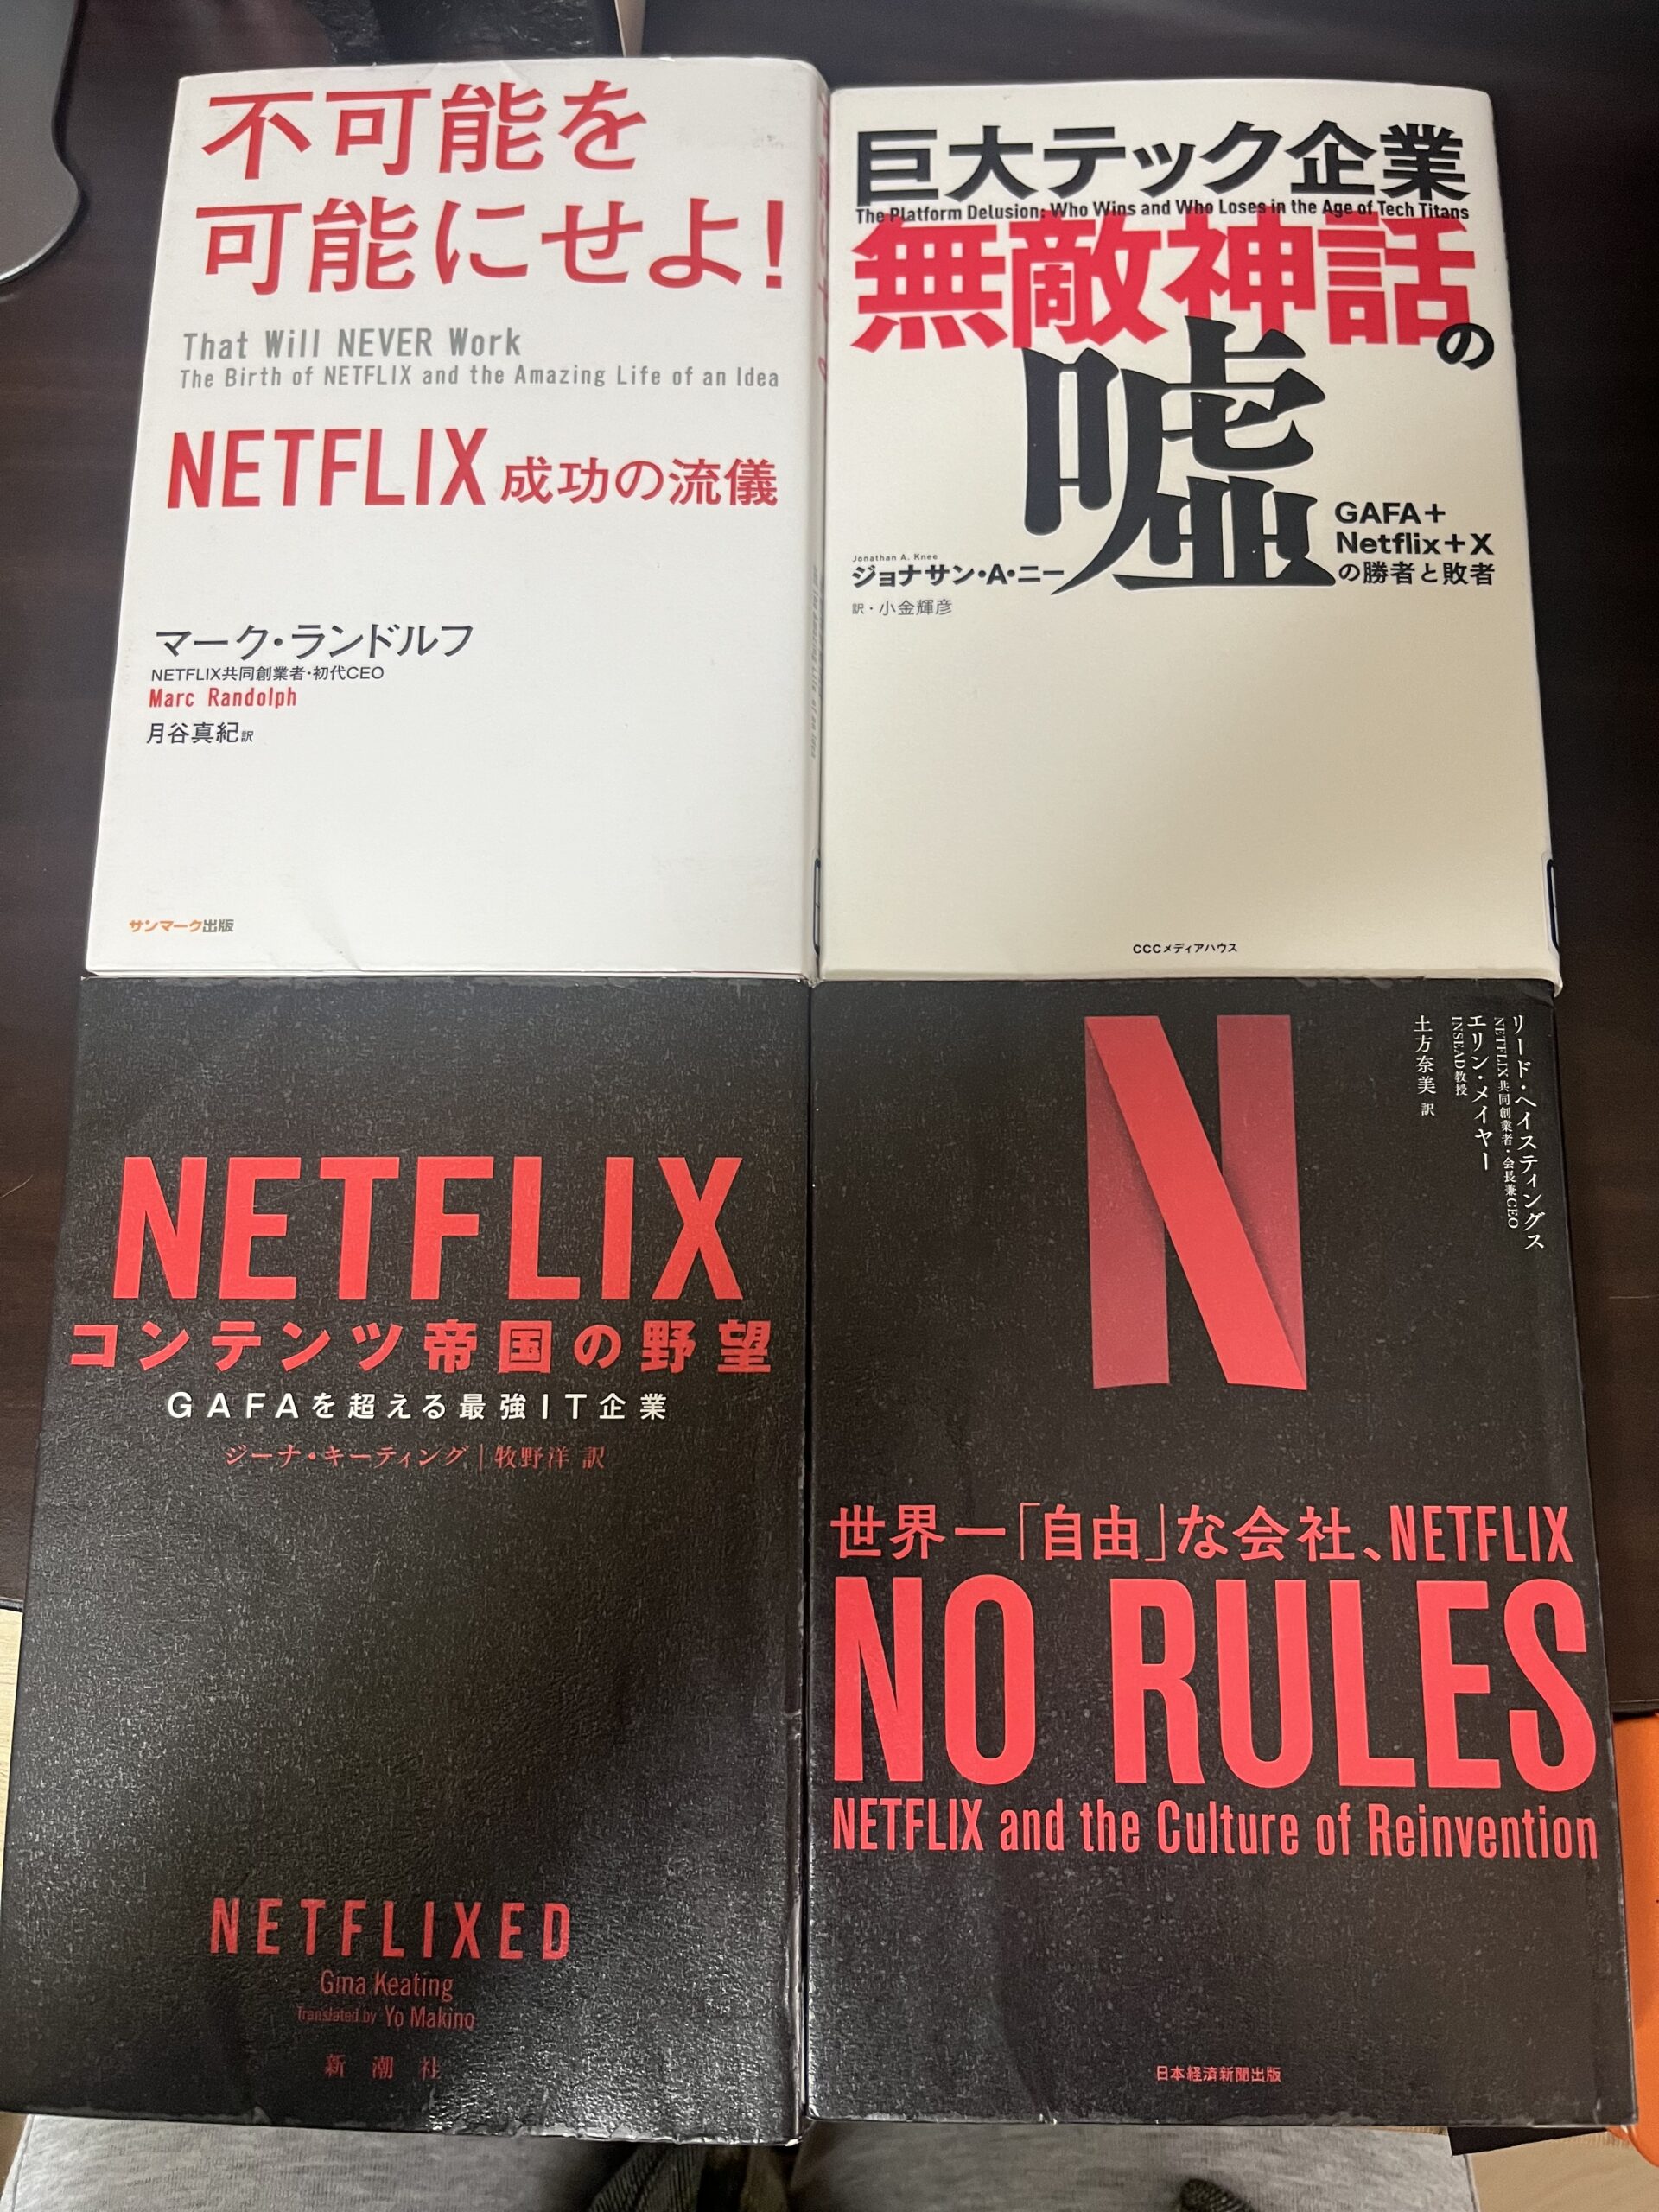 不可能を
可能にせよ!
That Will NEVER Work
The Birth of NETFLIX and the Amazing Life of an Idea
NETFLIX 成功の流儀
マーク・ランドルフ
NETFLIX共同創業者・初代CEO
Marc Randolph
月谷真紀 訳
サンマーク出版
巨大テック企業
The Platform Delusion: Who Wins and Who Loses in the Age of Tech Titans
無敵神話の
嘘
GAFA+
Netflix+X
の勝者と敗者
Jonathan A. Knee
ジョナサン・A・ニー
訳・小金輝彦
CCCメディアハウス
NETFLIX
コンテンツ帝国の野望
GAFAを超える最強IT企業
ジーナ・キーティング|牧野洋 訳
NETFLIXED
Gina Keating
Translated by Yo Makino
新潮社
N
リード・ヘイスティングス
NETFLIX共同創業者・会長兼CEO
エリン・メイヤー
INSEAD教授
土方奈美 訳
世界一「自由」な会社、NETFLIX
NO RULES
NETFLIX and the Culture of Reinvention
日本経済新聞出版